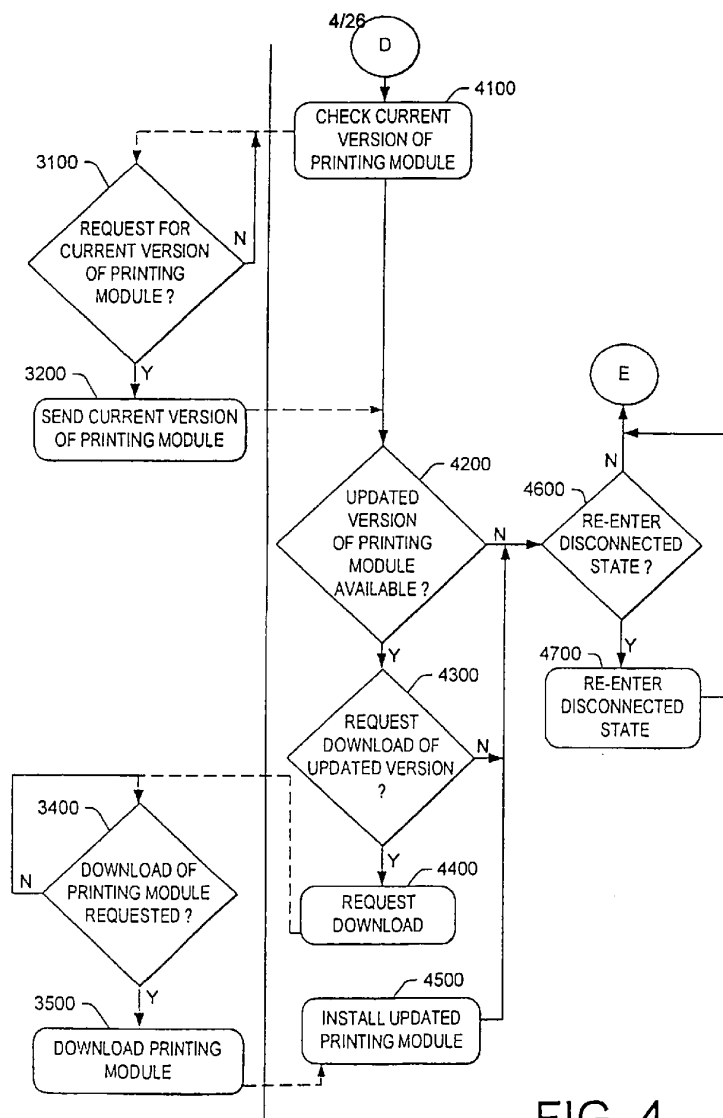 4/26
D
4100
CHECK CURRENT
VERSION OF
PRINTING MODULE
3100
REQUEST FOR
CURRENT VERSION
OF PRINTING
MODULE ?
N
Y
3200
SEND CURRENT VERSION
OF PRINTING MODULE
E
4200
UPDATED
VERSION
OF PRINTING
MODULE
AVAILABLE ?
N
Y
4600
RE-ENTER
DISCONNECTED
STATE ?
N
Y
4700
RE-ENTER
DISCONNECTED
STATE
4300
REQUEST
DOWNLOAD OF
UPDATED VERSION
?
N
Y
3400
DOWNLOAD OF
PRINTING MODULE
REQUESTED ?
N
Y
4400
REQUEST
DOWNLOAD
3500
DOWNLOAD PRINTING
MODULE
4500
INSTALL UPDATED
PRINTING MODULE
FIG. 4